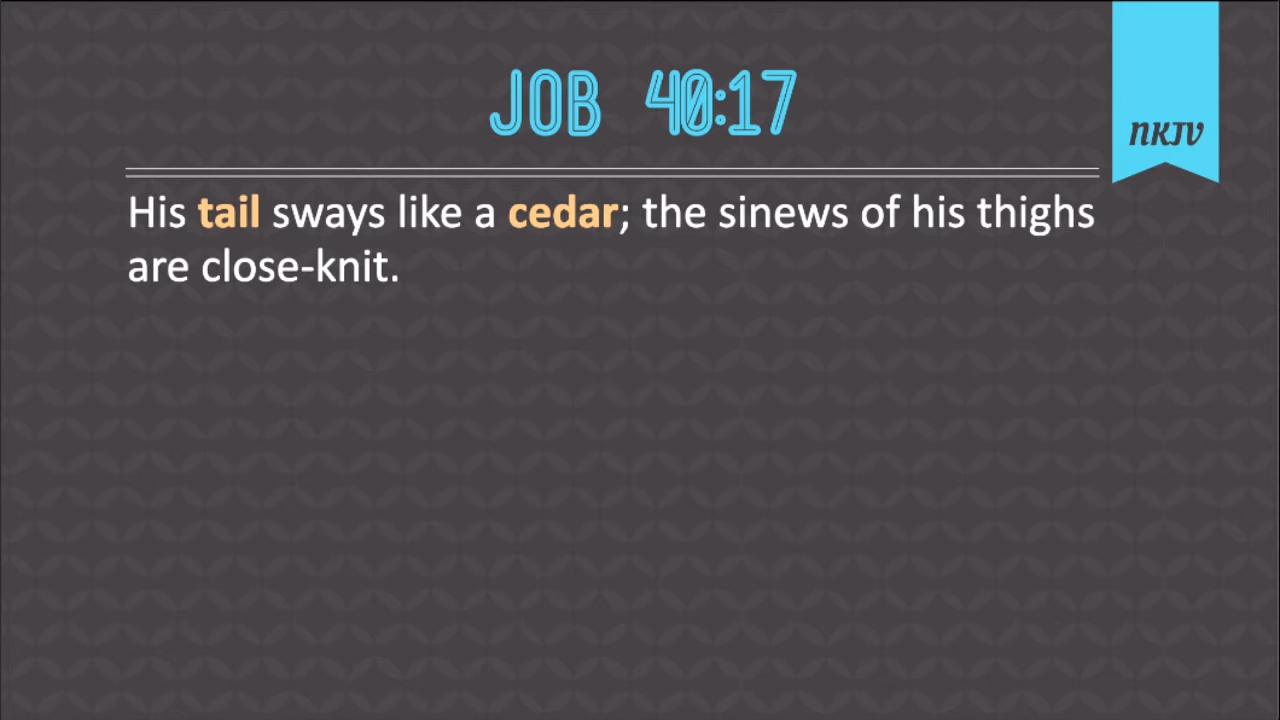 JOB 40:17
NKJV
His tail sways like a cedar; the sinews of his thighs
are close-knit.